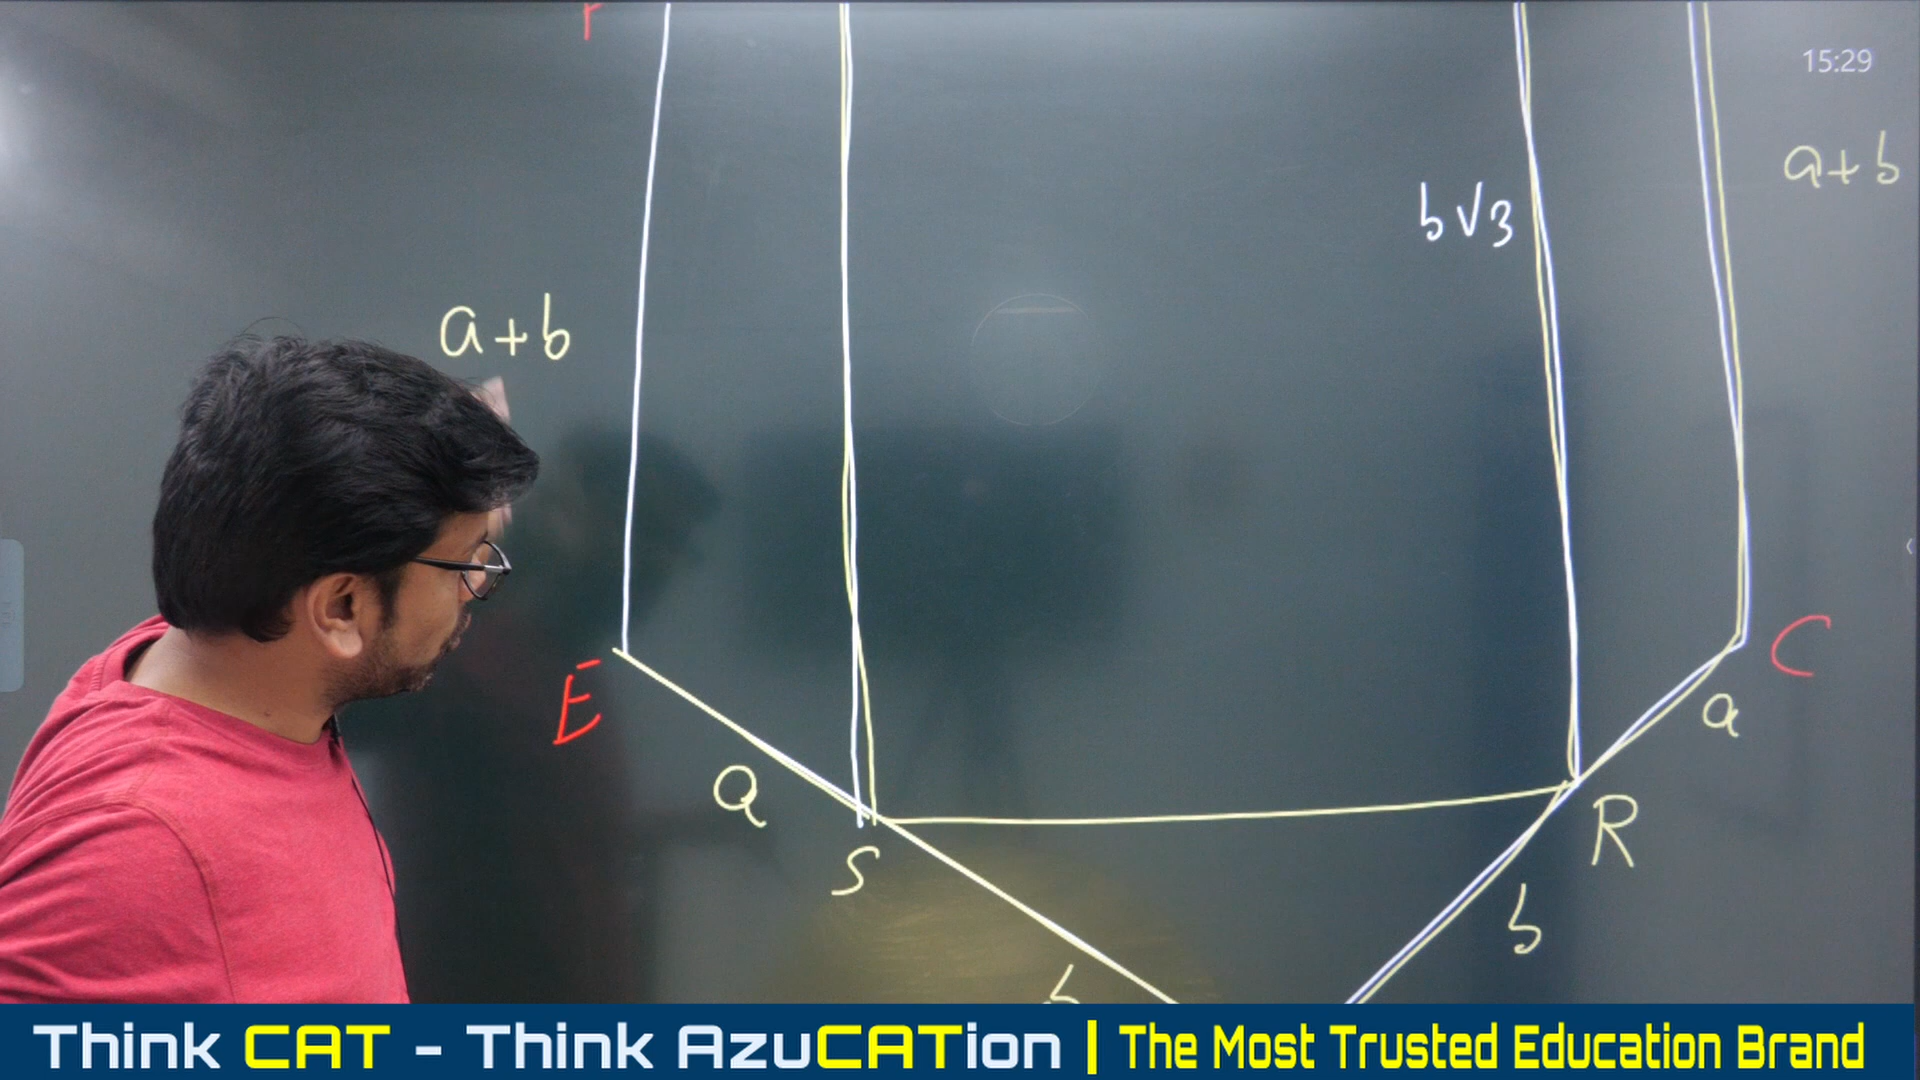 15:29
a+b
b√3
a+b
E
C
a
a
S
R
b
b
Think CAT - Think AzuCATion | The Most Trusted Education Brand